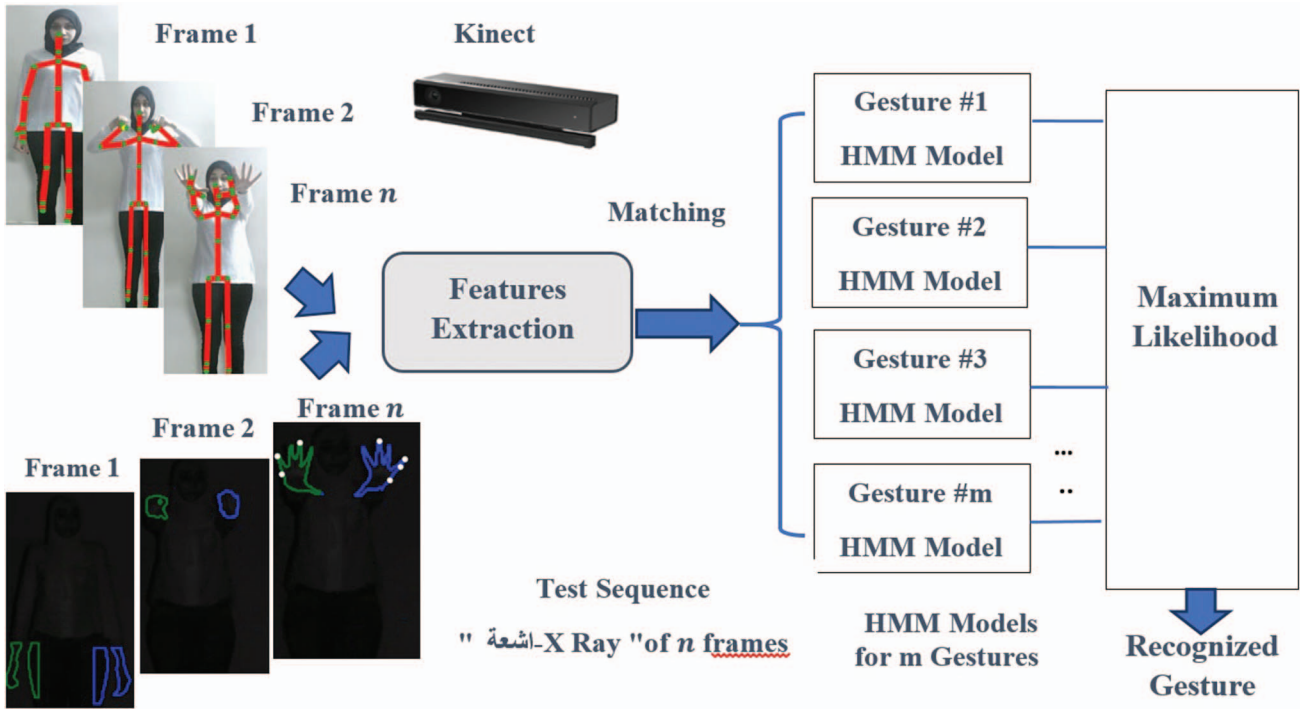 Frame 1
Kinect
Frame 2
Frame n
Matching
Features
Extraction
Frame n
Frame 2
Frame 1
Test Sequence
" اشعة-X Ray "of n frames
Gesture #1
HMM Model
Gesture #2
HMM Model
Gesture #3
HMM Model
...
..
Gesture #m
HMM Model
HMM Models
for m Gestures
Maximum
Likelihood
Recognized
Gesture